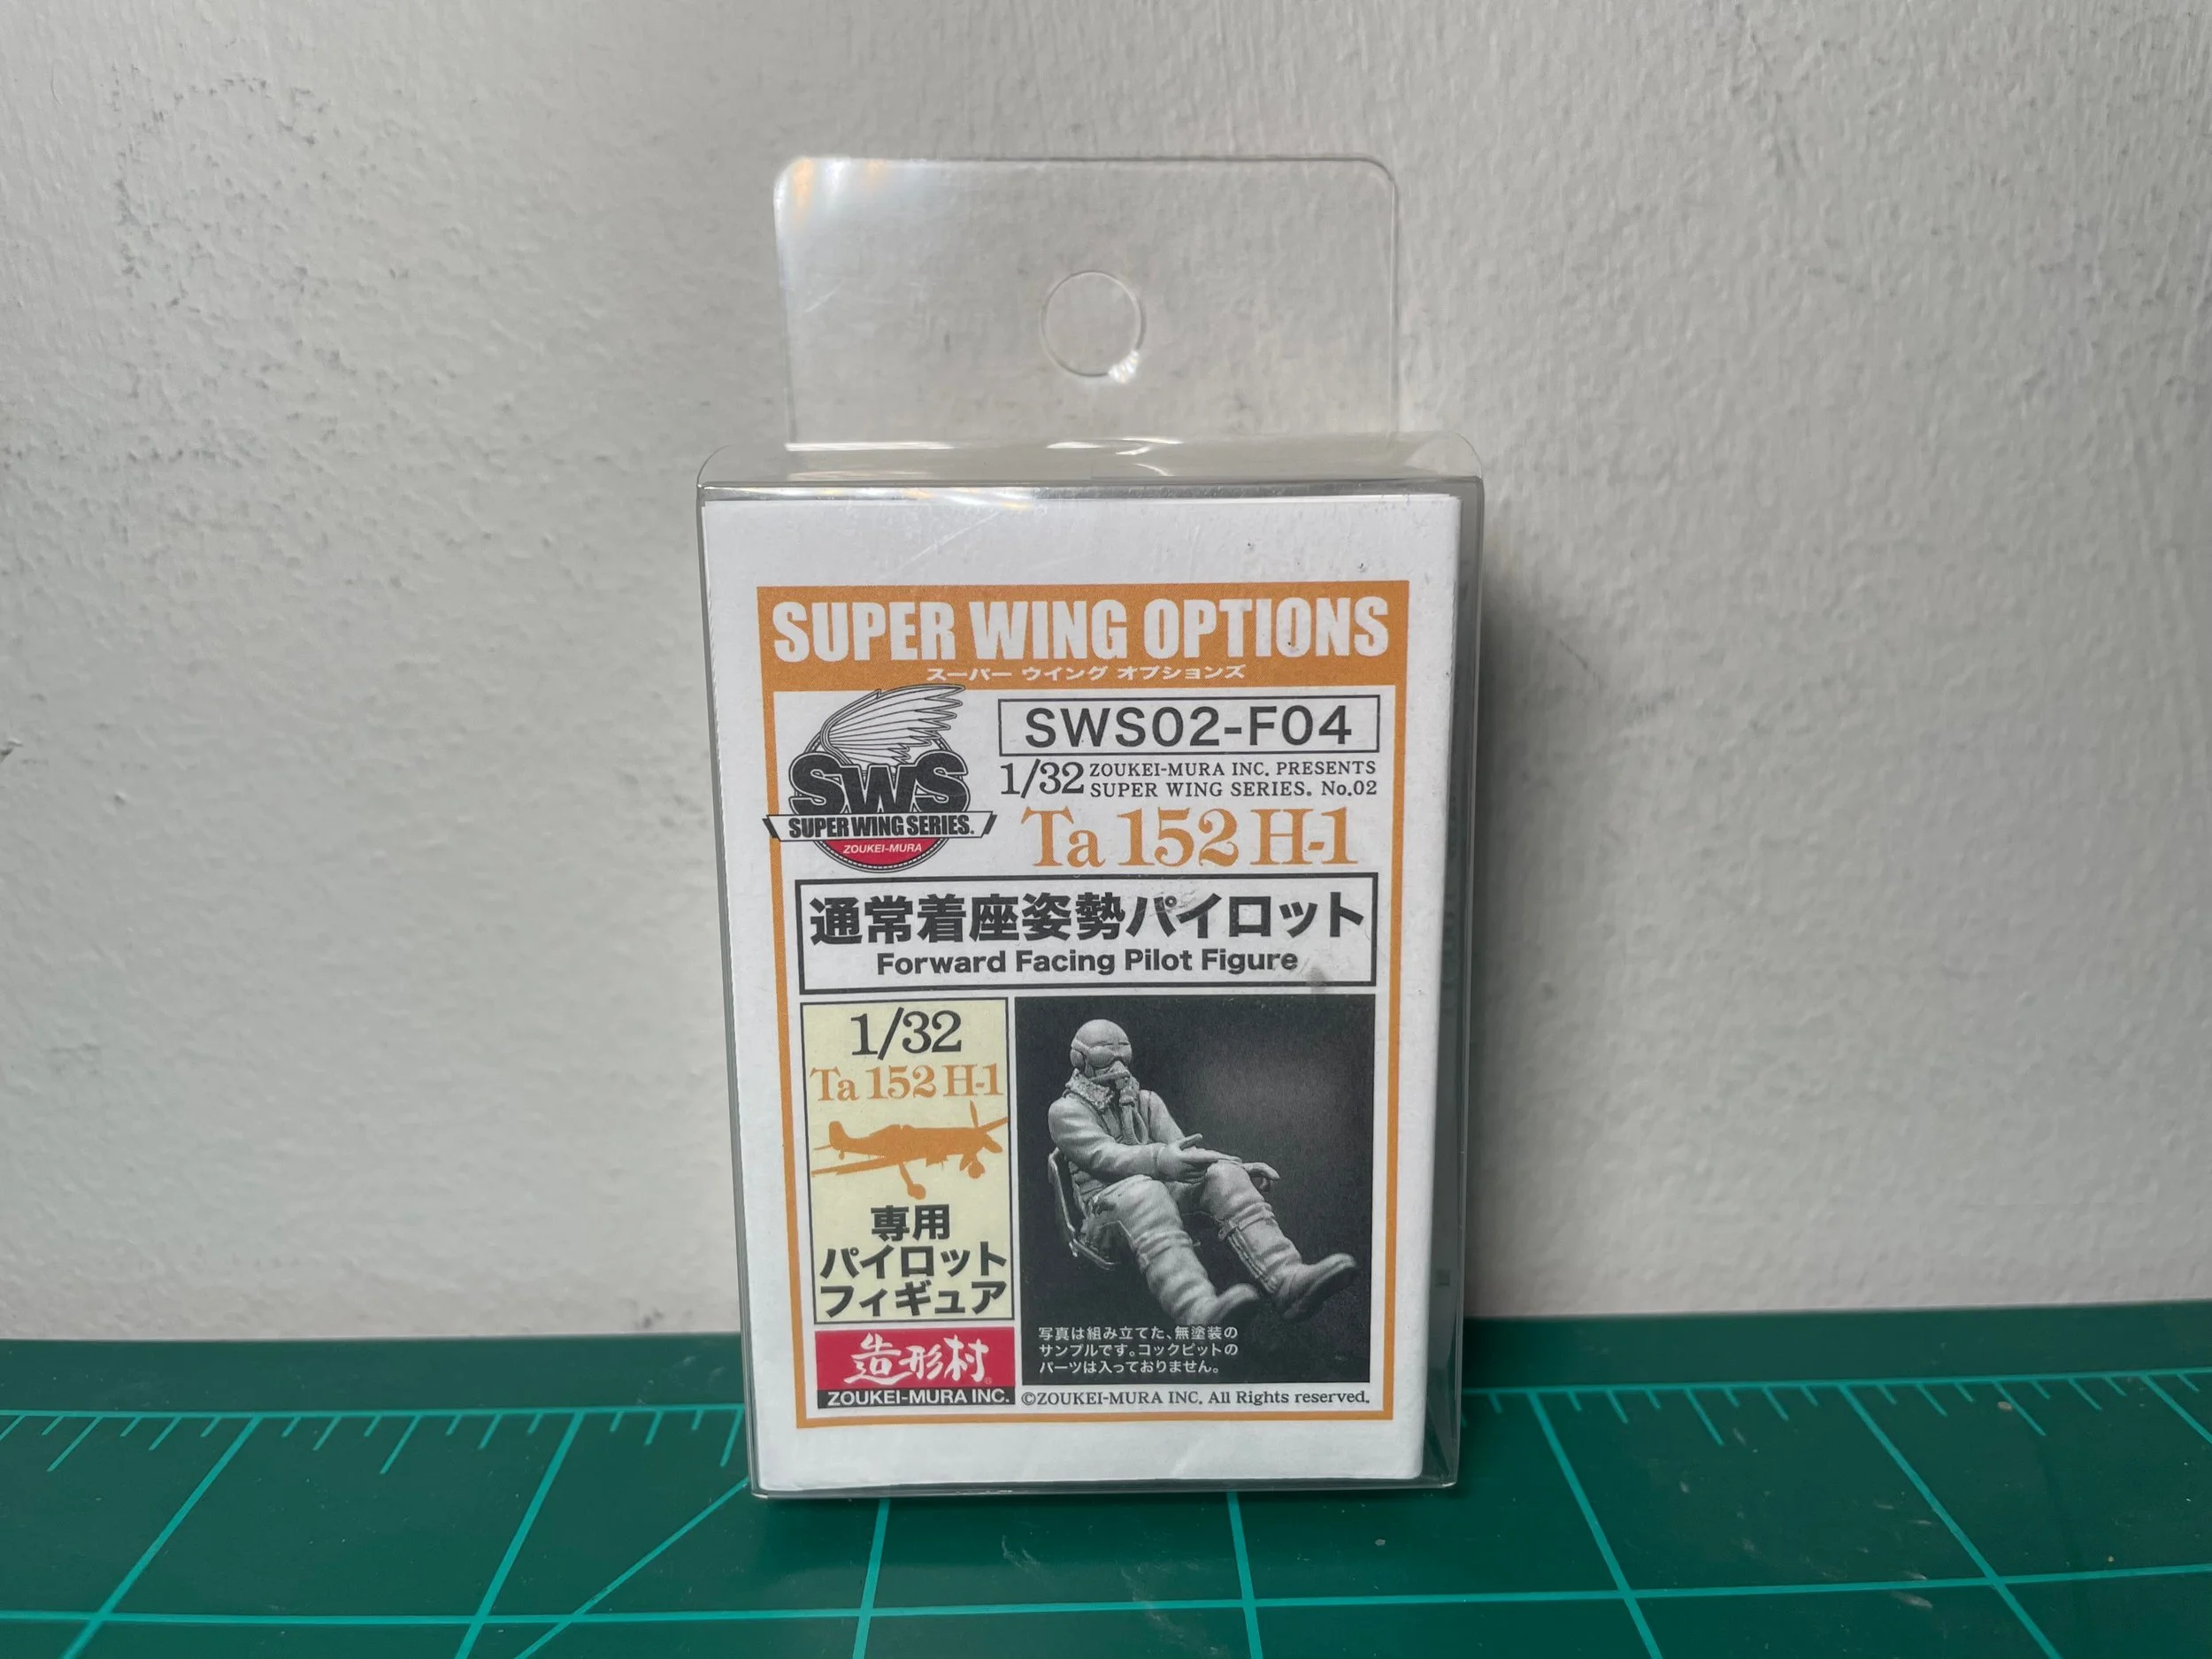 SUPER WING OPTIONS
スーパー ウイング オプションズ
SWS
SUPER WING SERIES.
ZOUKEI-MURA
SWS02-F04
1/32 ZOUKEI-MURA INC. PRESENTS
SUPER WING SERIES. No.02
Ta 152 H-1
通常着座姿勢パイロット
Forward Facing Pilot Figure
1/32
Ta 152 H-1
専用
パイロット
フィギュア
造形村
ZOUKEI-MURA INC.
写真は組み立てた、無塗装の
サンプルです。コックピットの
パーツは入っておりません。
©ZOUKEI-MURA INC. All Rights reserved.